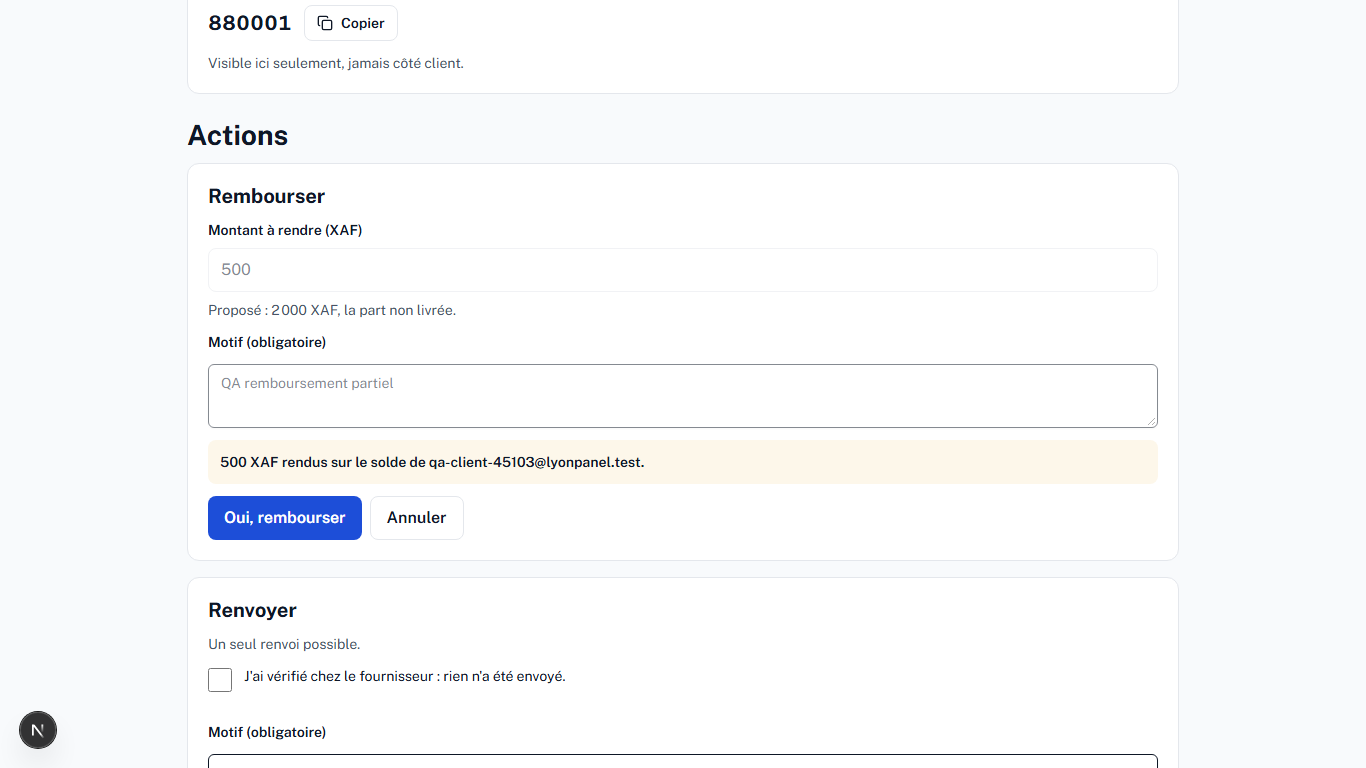 880001
Copier
Visible ici seulement, jamais côté client.
Actions
Rembourser
Montant à rendre (XAF)
500
Proposé : 2 000 XAF, la part non livrée.
Motif (obligatoire)
QA remboursement partiel
500 XAF rendus sur le solde de qa-client-45103@lyonpanel.test.
Oui, rembourser
Annuler
Renvoyer
Un seul renvoi possible.
J'ai vérifié chez le fournisseur : rien n'a été envoyé.
N
Motif (obligatoire)